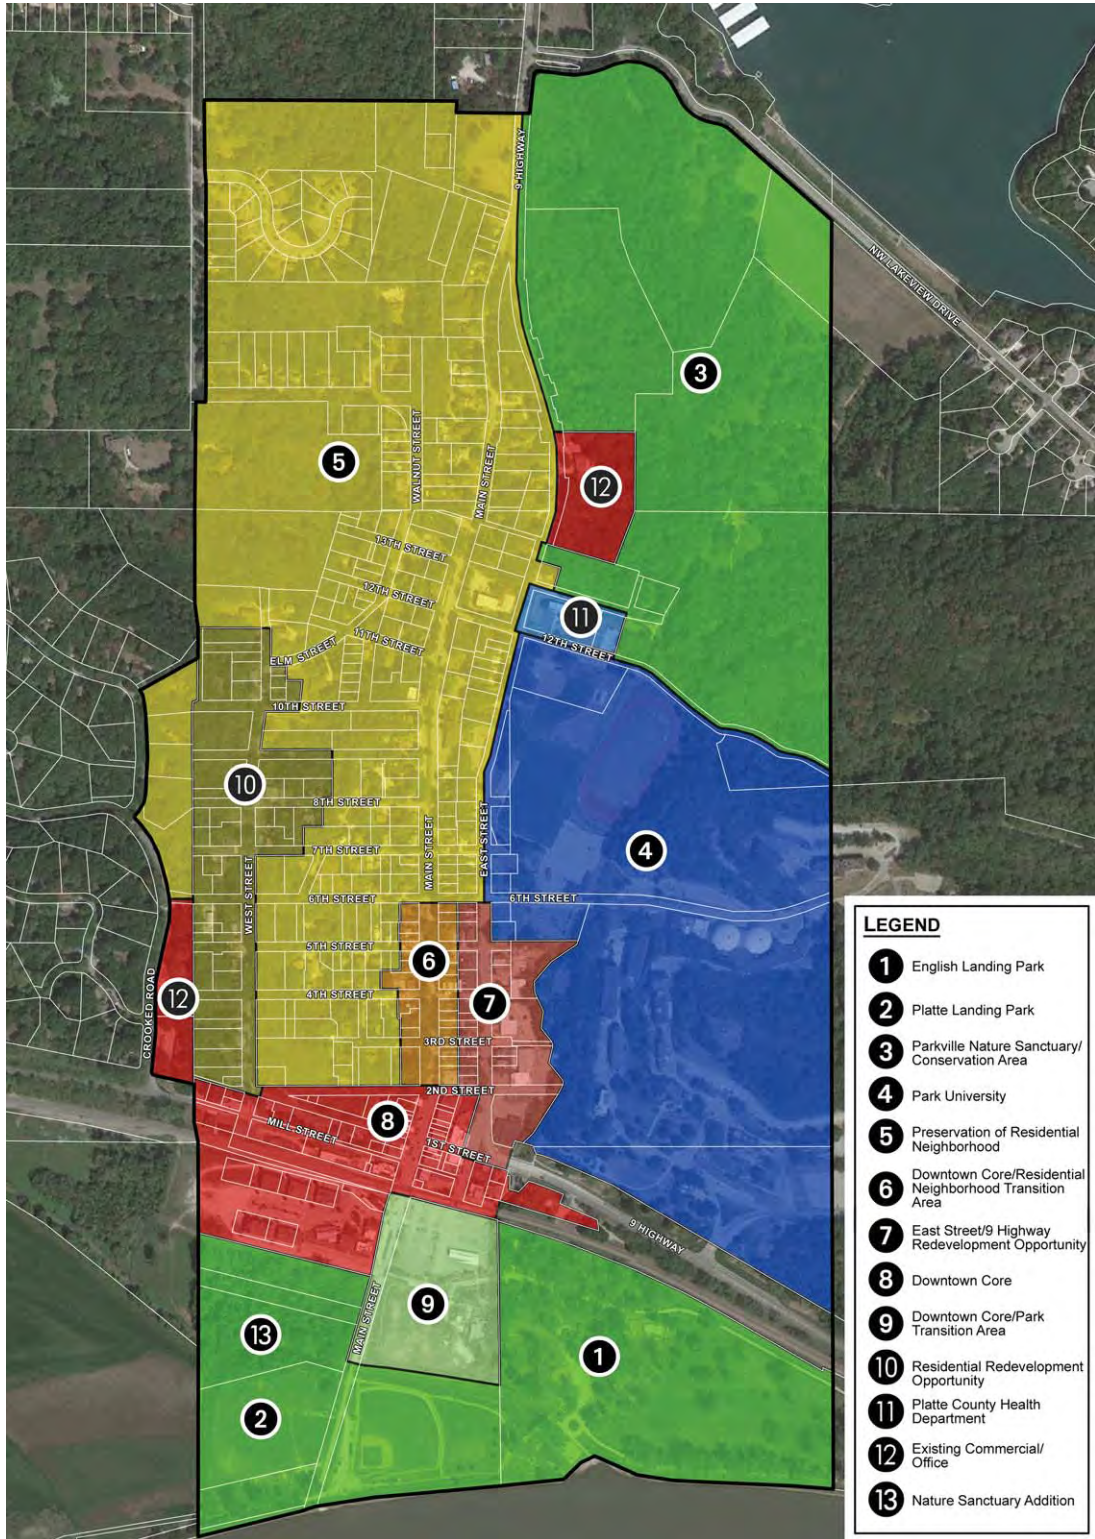 9 HIGHWAY
NW LAKEVIEW DRIVE
3
5
WALNUT STREET
MAIN STREET
12
13TH STREET
12TH STREET
11
12TH STREET
11TH STREET
ELM STREET
10TH STREET
10
8TH STREET
7TH STREET
MAIN STREET
EAST STREET
4
WEST STREET
6TH STREET
6TH STREET
5TH STREET
6
4TH STREET
7
12
CROOKED ROAD
3RD STREET
2ND STREET
8
MILL STREET
1ST STREET
9 HIGHWAY
MAIN STREET
9
13
1
2
LEGEND
1 English Landing Park
2 Platte Landing Park
3 Parkville Nature Sanctuary/
Conservation Area
4 Park University
5 Preservation of Residential
Neighborhood
6 Downtown Core/Residential
Neighborhood Transition
Area
7 East Street/9 Highway
Redevelopment Opportunity
8 Downtown Core
9 Downtown Core/Park
Transition Area
10 Residential Redevelopment
Opportunity
11 Platte County Health
Department
12 Existing Commercial/
Office
13 Nature Sanctuary Addition